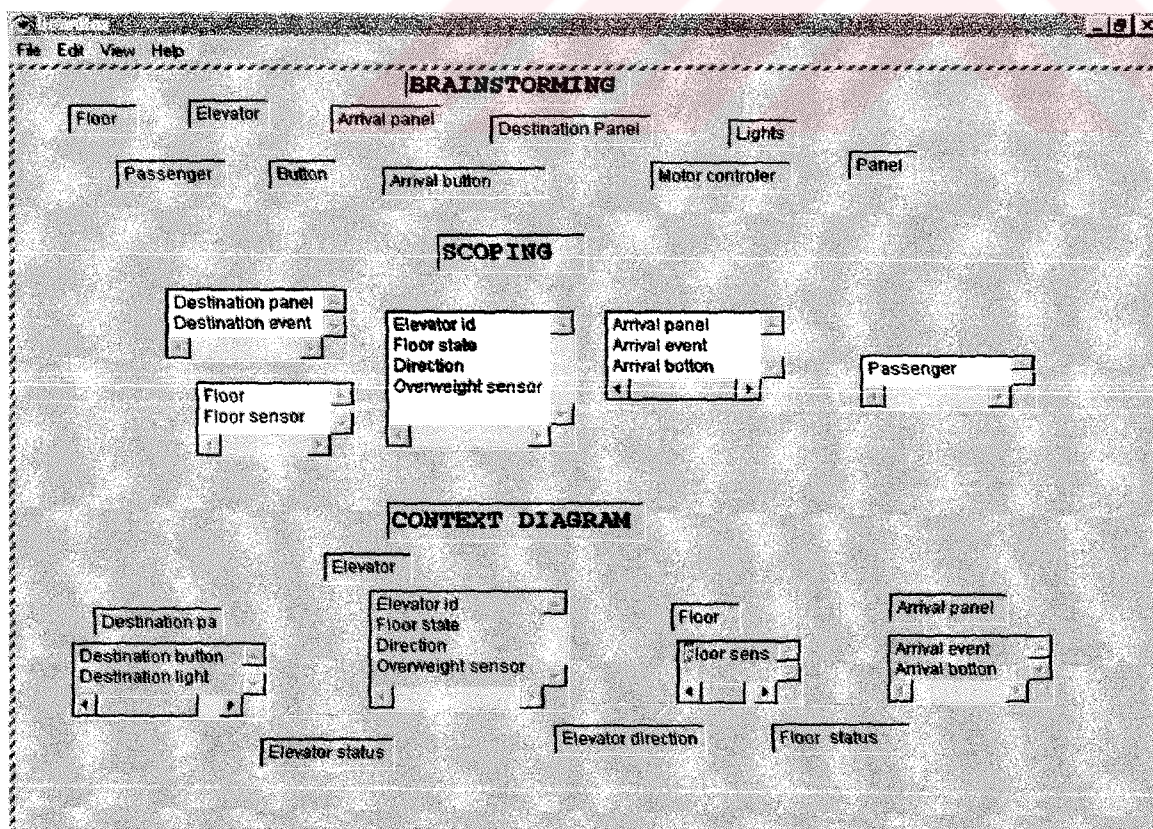 File Edit View Help
BRAINSTORMING
Floor
Elevator
Arrival panel
Destination Panel
Lights
Passenger
Button
Arrival button
Motor controler
Panel
SCOPING
Destination panel
Destination event
Elevator id
Floor state
Direction
Overweight sensor
Arrival panel
Arrival event
Arrival botton
Passenger
Floor
Floor sensor
CONTEXT DIAGRAM
Elevator
Elevator id
Floor state
Direction
Overweight sensor
Destination pa
Destination button
Destination light
Floor
Floor sens
Arrival panel
Arrival event
Arrival botton
Elevator status
Elevator direction
Floor status